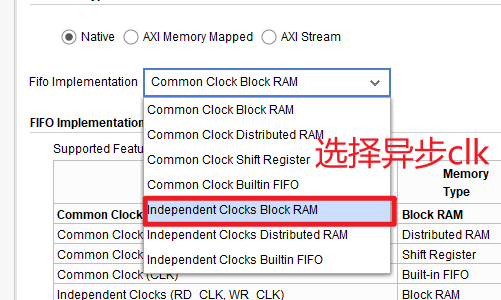 Native AXI Memory Mapped AXI Stream
Fifo Implementation Common Clock Block RAM
Common Clock Block RAM
FIFO Implementation
Common Clock Distributed RAM
Supported Featu
选择异步clk
Common Clock Shift Register
Memory
Type
Common Clock Builtin FIFO
Independent Clocks Block RAM
Common Clock Block RAM
Independent Clocks Distributed RAM
Common Clock Distributed RAM
Common Clock Shift Register
Independent Clocks Builtin FIFO
Common Clock (CLK) Built-in FIFO
Independent Clocks (RD_CLK, WR_CLK) Block RAM